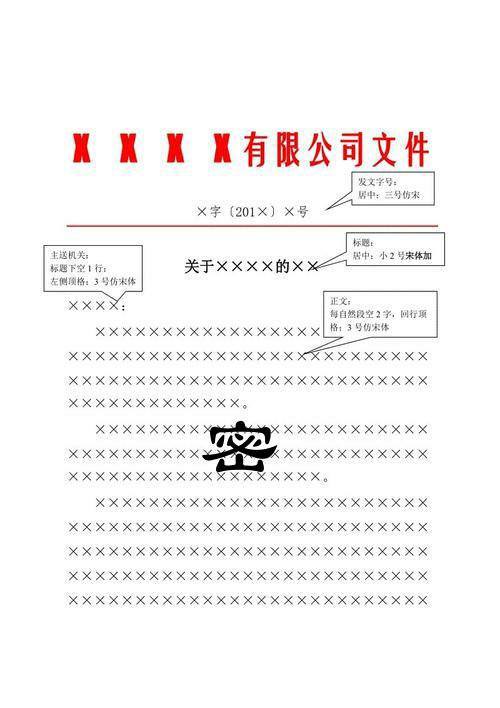 X X X X有限公司文件
发文字号：
居中：三号仿宋
×字〔201×〕×号
标题：
居中：小2号宋体加
关于××××的××
主送机关：
标题下空1行；
左侧顶格；3号仿宋体
××××：
正文：
每自然段空2字，回行顶
格；3号仿宋体
×××××××××××××××××
×××××××××××××××××××××××××××
×××××××××××××××××××××××××××
×××××××××××××。
×××××××××××××××××××××××××
×××××××××××××××××××××××××××
×××××××××××××××××××。
密
×××××××××××××××××××××××××
×××××××××××××××××××××××××××
×××××××××××××××××××××××××××
×××××××××××××××××××××××××××
×××××××××××××××××××××××××××